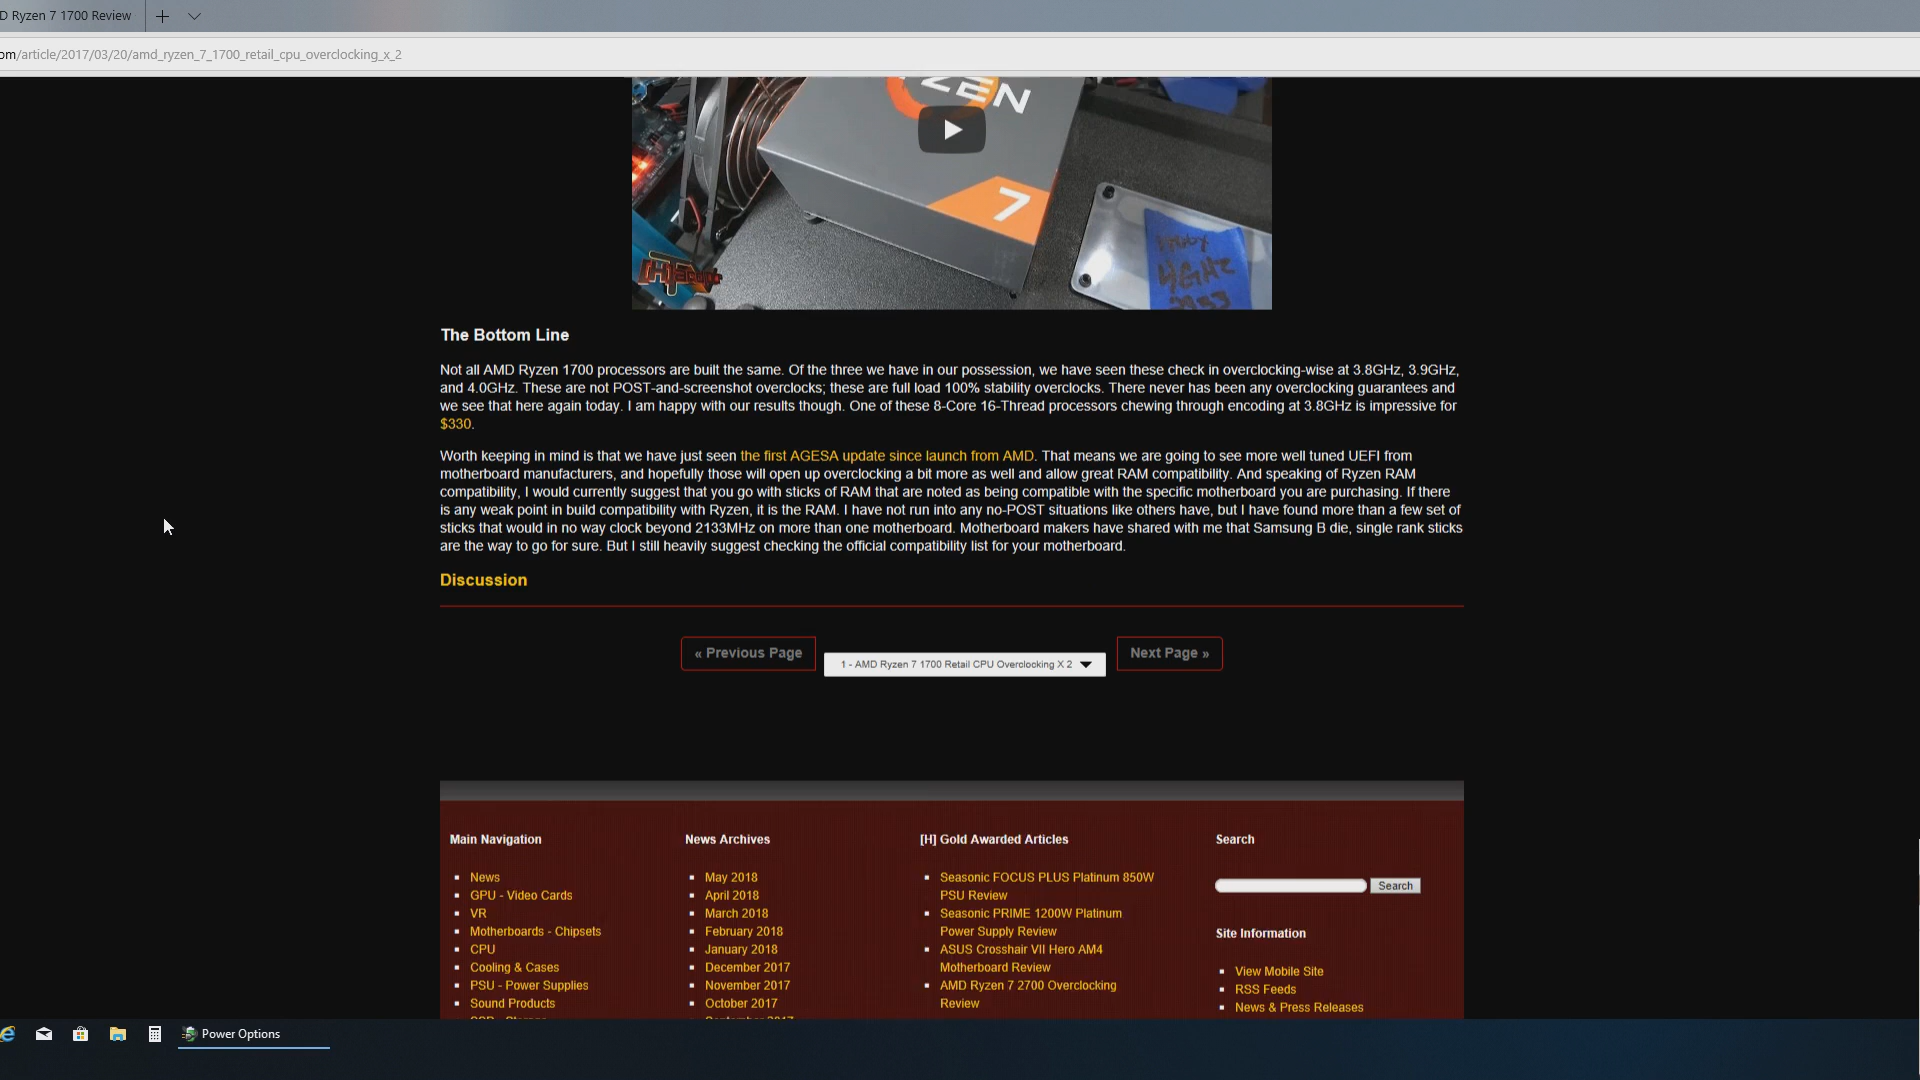 D Ryzen 7 1700 Review
om/article/2017/03/20/amd_ryzen_7_1700_retail_cpu_overclocking_x_2
ZEN
7
4GHz
The Bottom Line
Not all AMD Ryzen 1700 processors are built the same. Of the three we have in our possession, we have seen these check in overclocking-wise at 3.8GHz, 3.9GHz,
and 4.0GHz. These are not POST-and-screenshot overclocks; these are full load 100% stability overclocks. There never has been any overclocking guarantees and
we see that here again today. I am happy with our results though. One of these 8-Core 16-Thread processors chewing through encoding at 3.8GHz is impressive for
$330.
Worth keeping in mind is that we have just seen the first AGESA update since launch from AMD. That means we are going to see more well tuned UEFI from
motherboard manufacturers, and hopefully those will open up overclocking a bit more as well and allow great RAM compatibility. And speaking of Ryzen RAM
compatibility, I would currently suggest that you go with sticks of RAM that are noted as being compatible with the specific motherboard you are purchasing. If there
is any weak point in build compatibility with Ryzen, it is the RAM. I have not run into any no-POST situations like others have, but I have found more than a few set of
sticks that would in no way clock beyond 2133MHz on more than one motherboard. Motherboard makers have shared with me that Samsung B die, single rank sticks
are the way to go for sure. But I still heavily suggest checking the official compatibility list for your motherboard.
Discussion
« Previous Page
1 - AMD Ryzen 7 1700 Retail CPU Overclocking X 2
Next Page »
Main Navigation
News
GPU - Video Cards
VR
Motherboards - Chipsets
CPU
Cooling & Cases
PSU - Power Supplies
Sound Products
News Archives
May 2018
April 2018
March 2018
February 2018
January 2018
December 2017
November 2017
October 2017
September 2017
[H] Gold Awarded Articles
Seasonic FOCUS PLUS Platinum 850W
PSU Review
Seasonic PRIME 1200W Platinum
Power Supply Review
ASUS Crosshair VII Hero AM4
Motherboard Review
AMD Ryzen 7 2700 Overclocking
Review
Search
Search
Site Information
View Mobile Site
RSS Feeds
News & Press Releases
Power Options